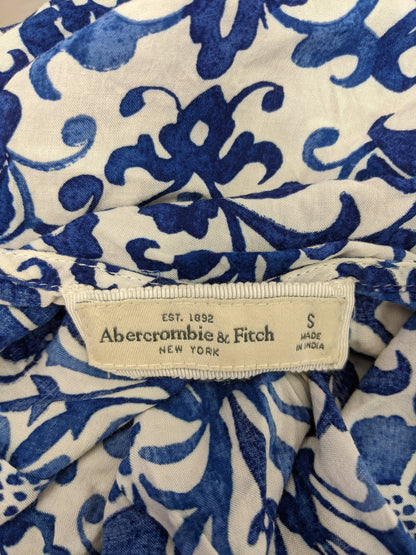 EST. 1892
Abercrombie & Fitch
NEW YORK
S
MADE
IN INDIA